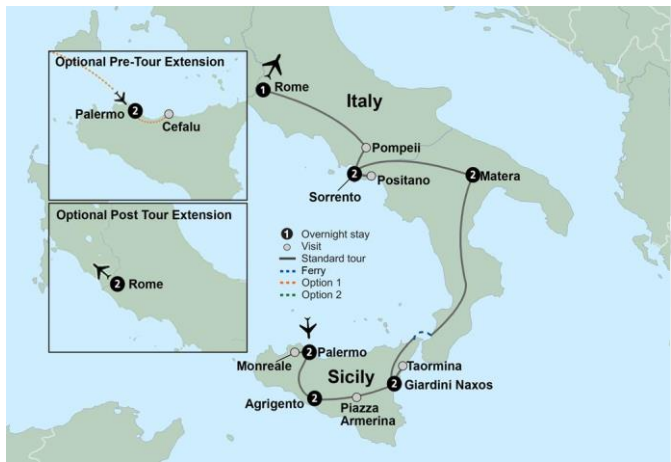 Optional Pre-Tour Extension
Palermo
2
Cefalu
Optional Post Tour Extension
2
Rome
1
Rome
Italy
Pompeii
2
Sorrento
Positano
2
Matera
1 Overnight stay
Visit
Standard tour
Ferry
Option 1
Option 2
2
Palermo
Monreale
Sicily
Taormina
2
Giardini Naxos
Agrigento
2
Piazza
Armerina